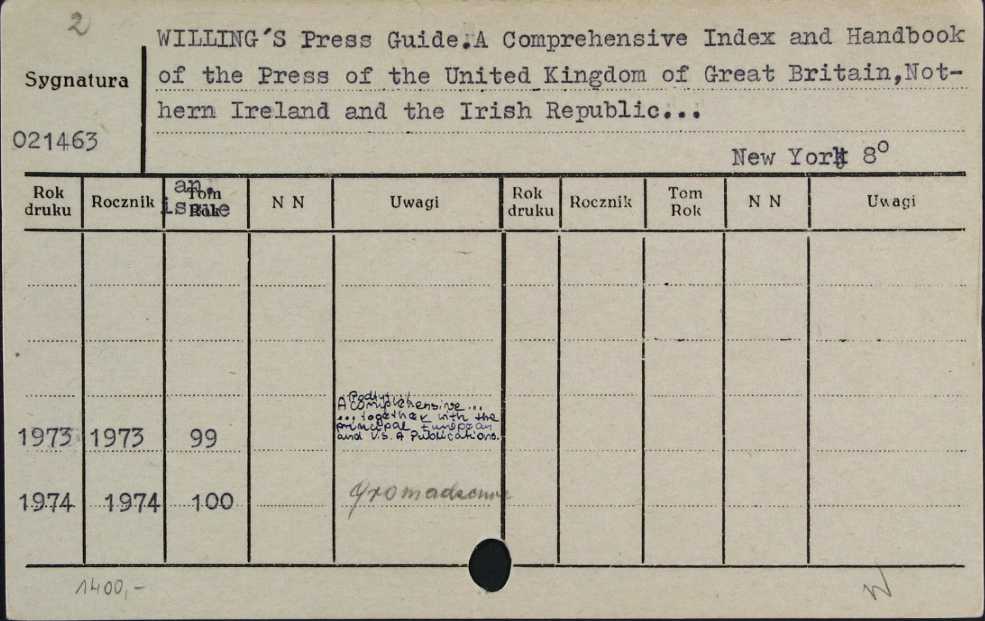 2
WILLING'S Press Guide.A Comprehensive Index and Handbook
Sygnatura
of the Press of the United Kingdom of Great Britain,Not-
hern Ireland and the Irish Republic...
021463
New York 8°
Rok druku Rocznik an. issue Tom Rok N N Uwagi Rok druku Rocznik Tom Rok N N Uwagi
Podtytuł
A comprehensive...
...together with the
principal European
and U.S.A Publications.
1973 1973 99
1974 1974 100 Gromadzenie
1400,-